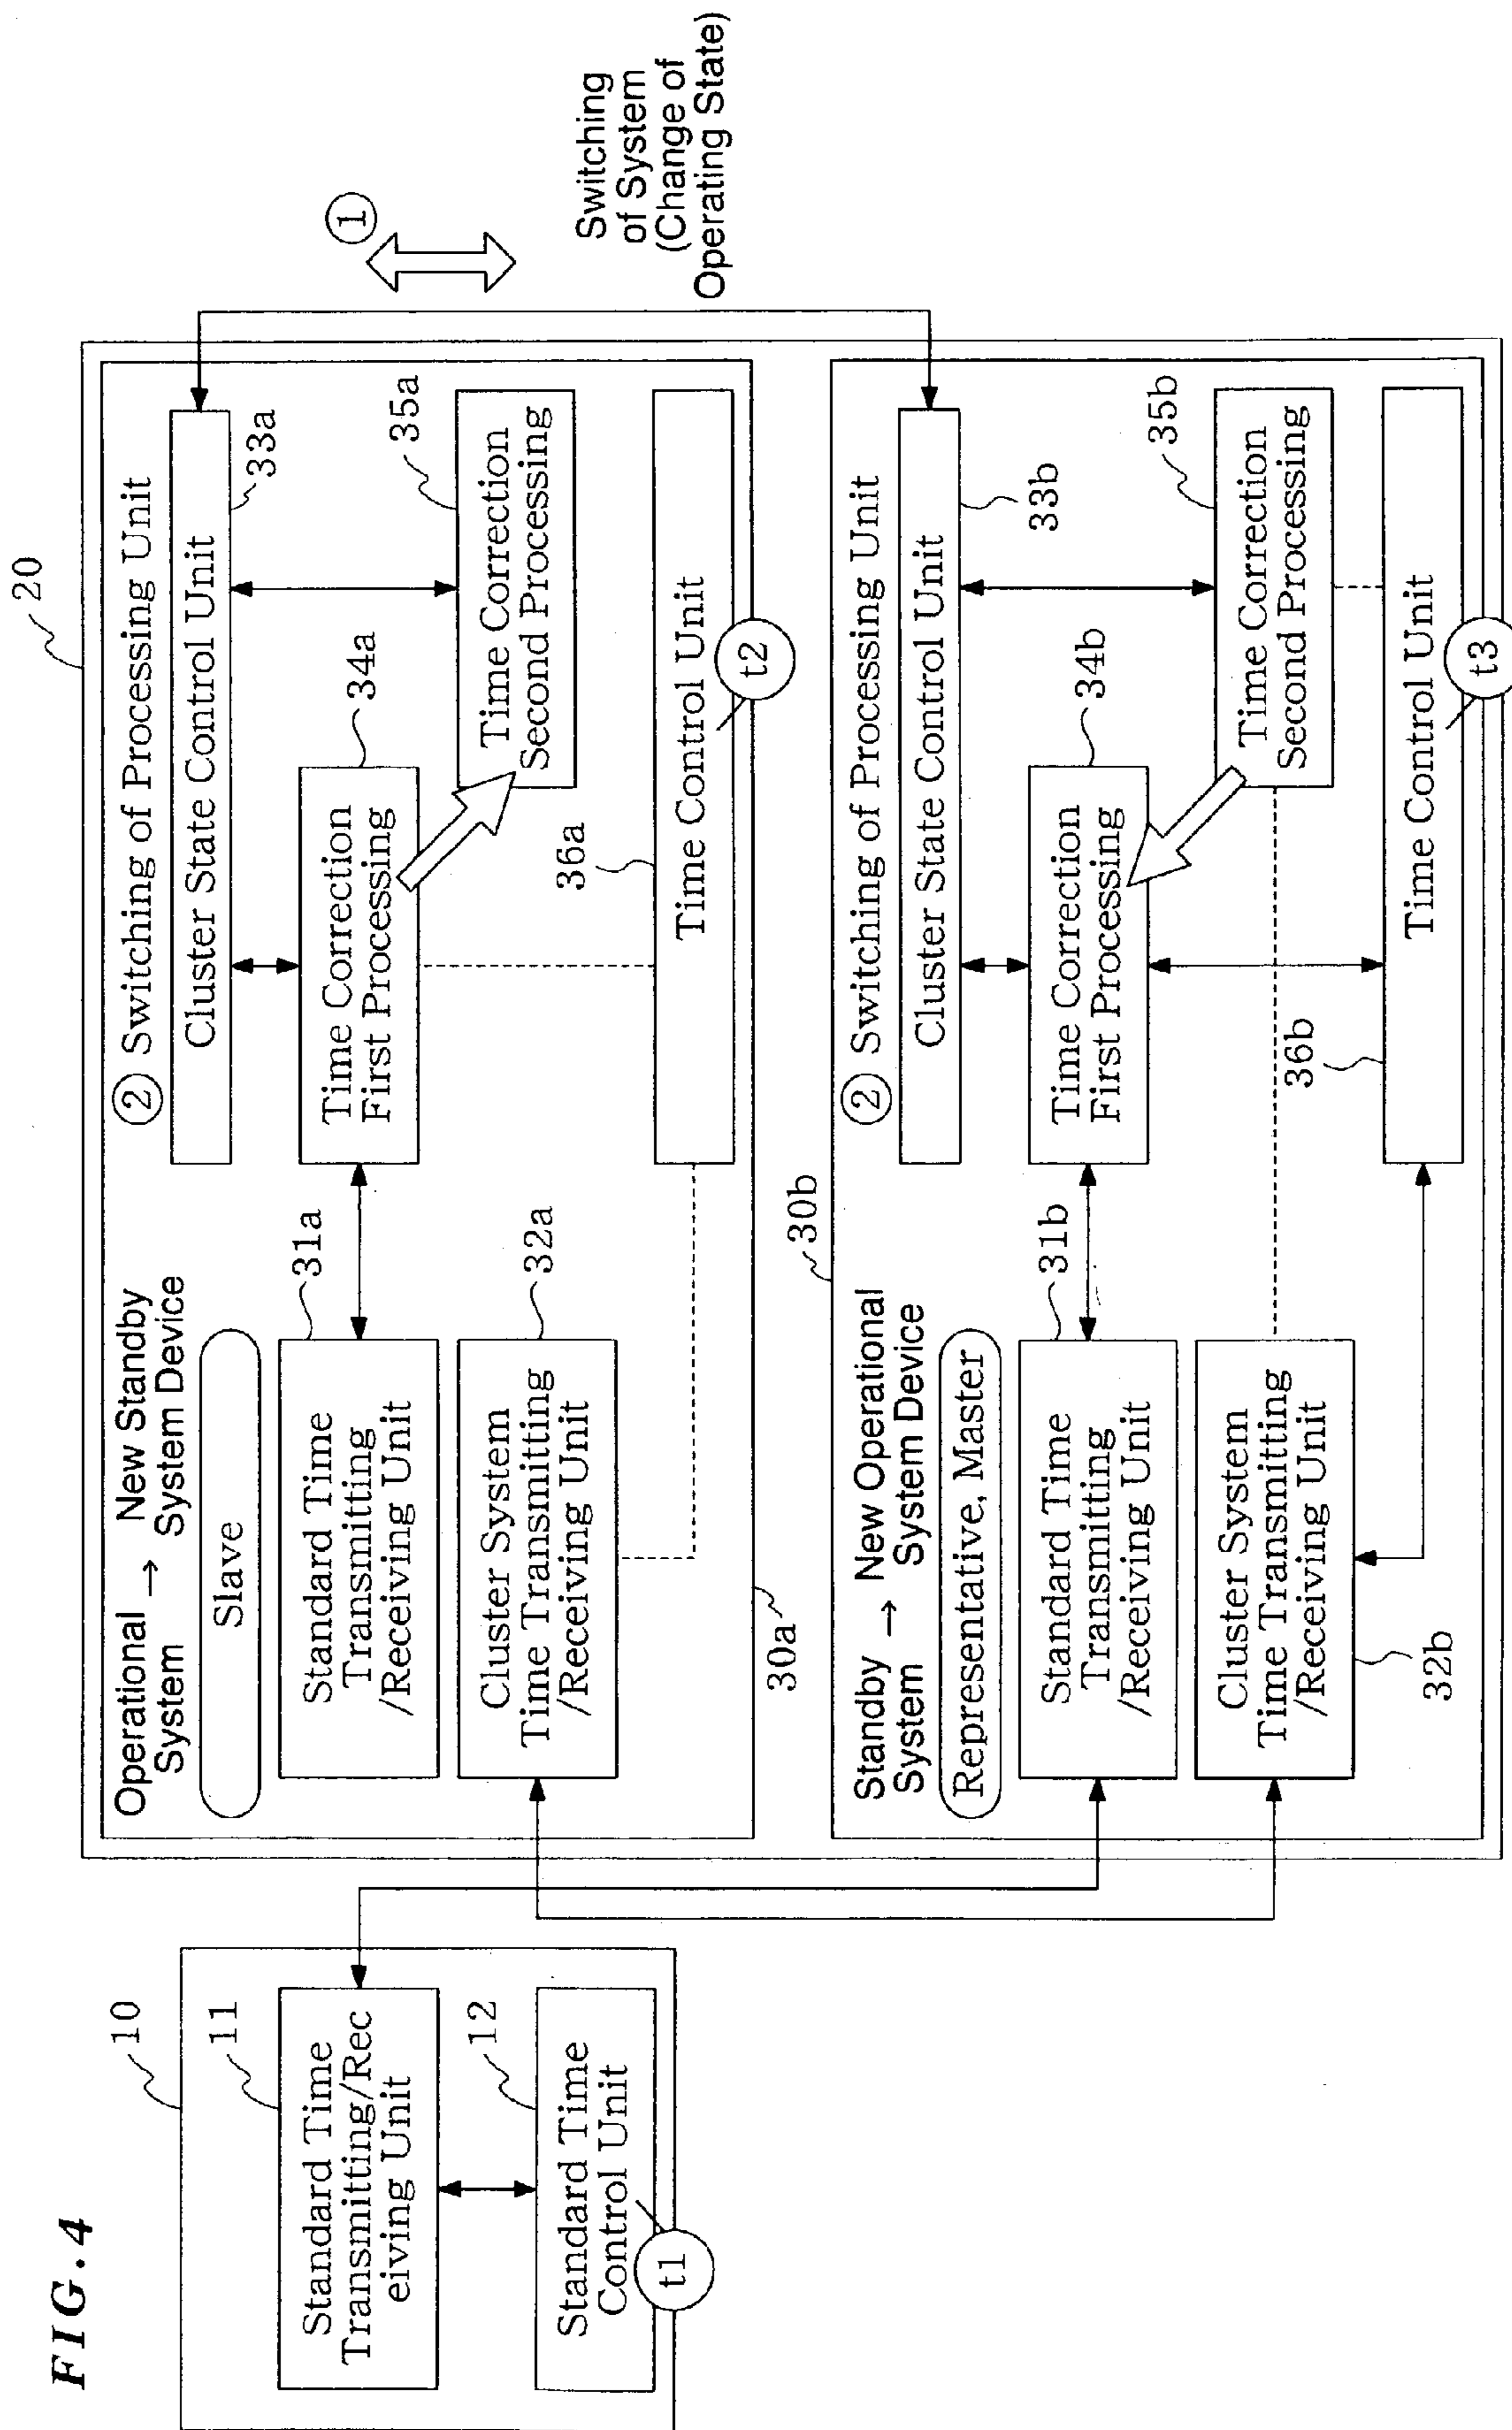 FIG.4
10
11
Standard Time
Transmitting/Rec
eiving Unit
12
Standard Time
Control Unit
t1
20
Operational → New Standby
System System Device
Slave
31a
Standard Time
Transmitting
/Receiving Unit
32a
Cluster System
Time Transmitting
/Receiving Unit
30a
② Switching of Processing Unit
Cluster State Control Unit
33a
34a
Time Correction
First Processing
35a
Time Correction
Second Processing
36a
Time Control Unit
t2
30b
Standby → New Operational
System System Device
Representative, Master
31b
Standard Time
Transmitting
/Receiving Unit
Cluster System
Time Transmitting
/Receiving Unit
32b
② Switching of Processing Unit
Cluster State Control Unit
33b
34b
Time Correction
First Processing
35b
Time Correction
Second Processing
36b
Time Control Unit
t3
①
Switching
of System
(Change of
Operating State)